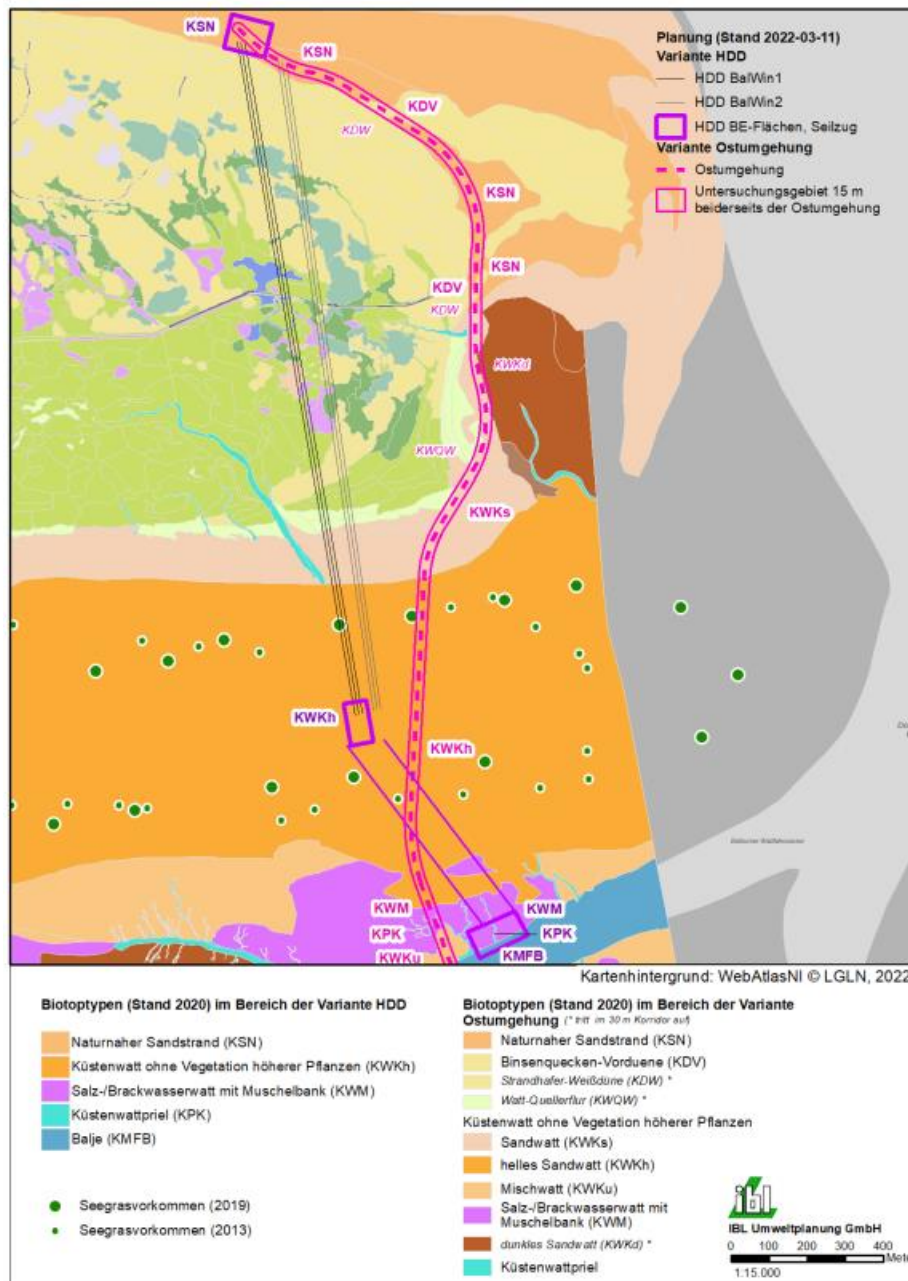 KSN
KSN
KDV
KDW
KSN
KSN
KDV
KDW
KWKd
KWQW
KWKs
KWKh
KWKh
KWM
KWM
KPK
KPK
KWKu
KMFB
Planung (Stand 2022-03-11)
Variante HDD
HDD BalWin1
HDD BalWin2
HDD BE-Flächen, Seilzug
Variante Ostumgehung
Ostumgehung
Untersuchungsgebiet 15 m
beiderseits der Ostumgehung
Kartenhintergrund: WebAtlasNI © LGLN, 2022
Biotoptypen (Stand 2020) im Bereich der Variante HDD
Naturnaher Sandstrand (KSN)
Küstenwatt ohne Vegetation höherer Pflanzen (KWKh)
Salz-/Brackwasserwatt mit Muschelbank (KWM)
Küstenwattpriel (KPK)
Balje (KMFB)
Seegrasvorkommen (2019)
Seegrasvorkommen (2013)
Biotoptypen (Stand 2020) im Bereich der Variante
Ostumgehung (* tritt im 30 m Korridor auf)
Naturnaher Sandstrand (KSN)
Binsenquecken-Vorduene (KDV)
Strandhafer-Weißdüne (KDW) *
Watt-Quellerflur (KWQW) *
Küstenwatt ohne Vegetation höherer Pflanzen
Sandwatt (KWKs)
helles Sandwatt (KWKh)
Mischwatt (KWKu)
Salz-/Brackwasserwatt mit
Muschelbank (KWM)
dunkles Sandwatt (KWKd) *
Küstenwattpriel
ibl
IBL Umweltplanung GmbH
0 100 200 300 400
Mete
1:15.000